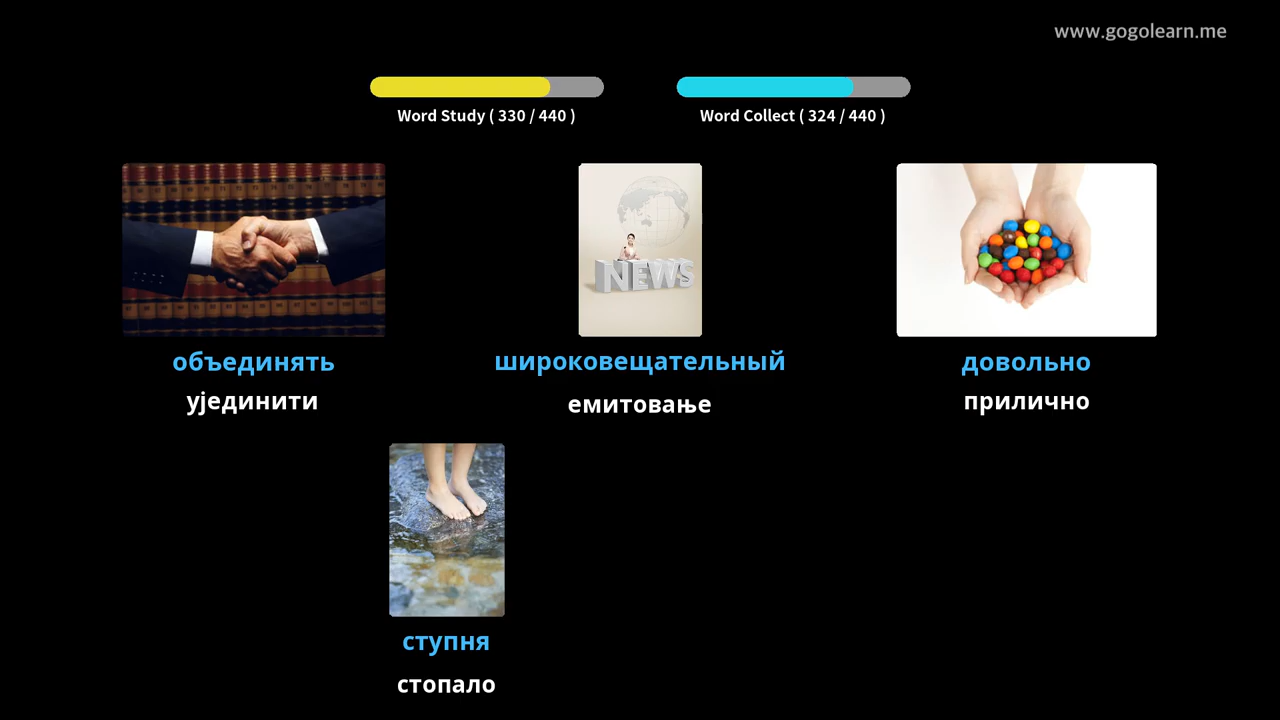 www.gogolearn.me
Word Study ( 330 / 440 )
Word Collect ( 324 / 440 )
NEWS
объединять
широковещательный
довольно
ујединити
емитовање
прилично
ступня
стопало